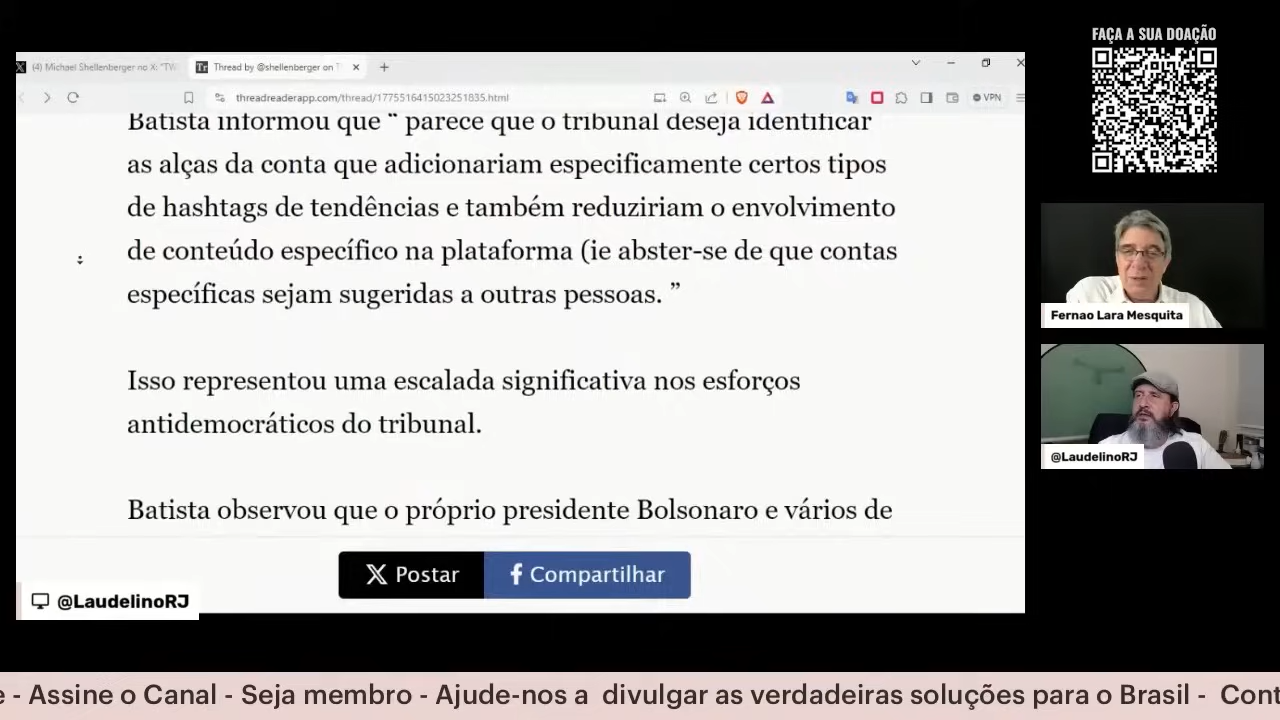 FAÇA A SUA DOAÇÃO
(4) Michael Shellenberger no X: "TW
Thread by @shellenberger on T
threadreaderapp.com/thread/1775516415023251835.html
VPN
Batista informou que “ parece que o tribunal deseja identificar
as alças da conta que adicionariam especificamente certos tipos
de hashtags de tendências e também reduziriam o envolvimento
de conteúdo específico na plataforma (ie abster-se de que contas
específicas sejam sugeridas a outras pessoas. ”
Isso representou uma escalada significativa nos esforços
antidemocráticos do tribunal.
Batista observou que o próprio presidente Bolsonaro e vários de
Postar
Compartilhar
@LaudelinoRJ
Fernao Lara Mesquita
@LaudelinoRJ
e - Assine o Canal - Seja membro - Ajude-nos a divulgar as verdadeiras soluções para o Brasil - Cont